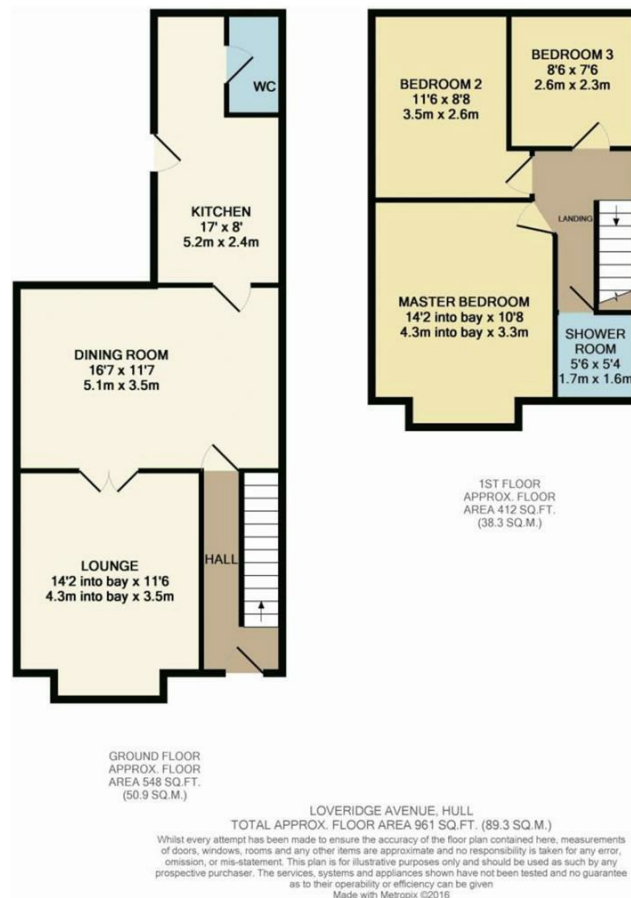 WC
KITCHEN
17' x 8'
5.2m x 2.4m
DINING ROOM
16'7 x 11'7
5.1m x 3.5m
LOUNGE
14'2 into bay x 11'6
4.3m into bay x 3.5m
HALL
GROUND FLOOR
APPROX. FLOOR
AREA 548 SQ.FT.
(50.9 SQ.M.)
BEDROOM 2
11'6 x 8'8
3.5m x 2.6m
BEDROOM 3
8'6 x 7'6
2.6m x 2.3m
LANDING
MASTER BEDROOM
14'2 into bay x 10'8
4.3m into bay x 3.3m
SHOWER
ROOM
5'6 x 5'4
1.7m x 1.6m
1ST FLOOR
APPROX. FLOOR
AREA 412 SQ.FT.
(38.3 SQ.M.)
LOVERIDGE AVENUE, HULL
TOTAL APPROX. FLOOR AREA 961 SQ.FT. (89.3 SQ.M.)
Whilst every attempt has been made to ensure the accuracy of the floor plan contained here, measurements
of doors, windows, rooms and any other items are approximate and no responsibility is taken for any error,
omission, or mis-statement. This plan is for illustrative purposes only and should be used as such by any
prospective purchaser. The services, systems and appliances shown have not been tested and no guarantee
as to their operability or efficiency can be given
Made with Metropix ©2016